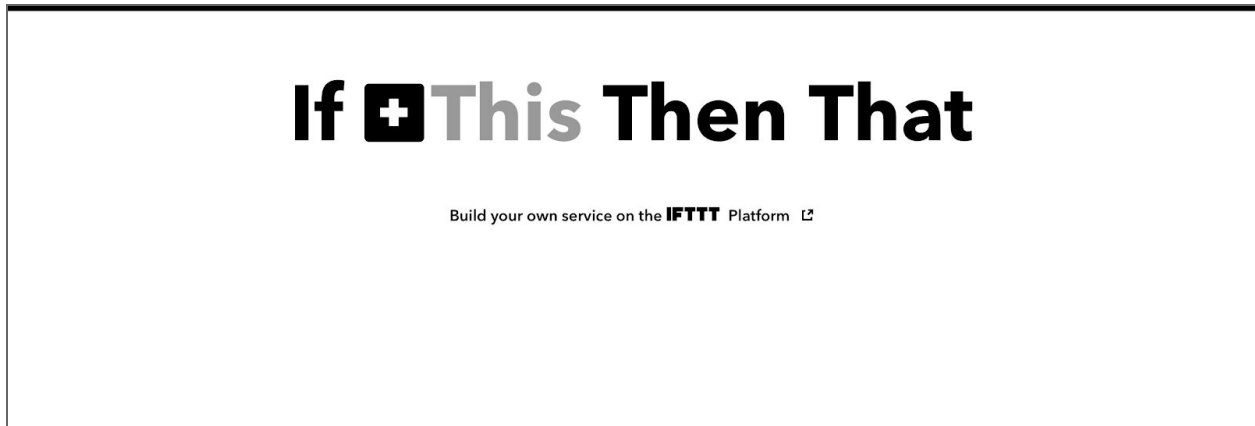 If This Then That
Build your own service on the IFTTT Platform